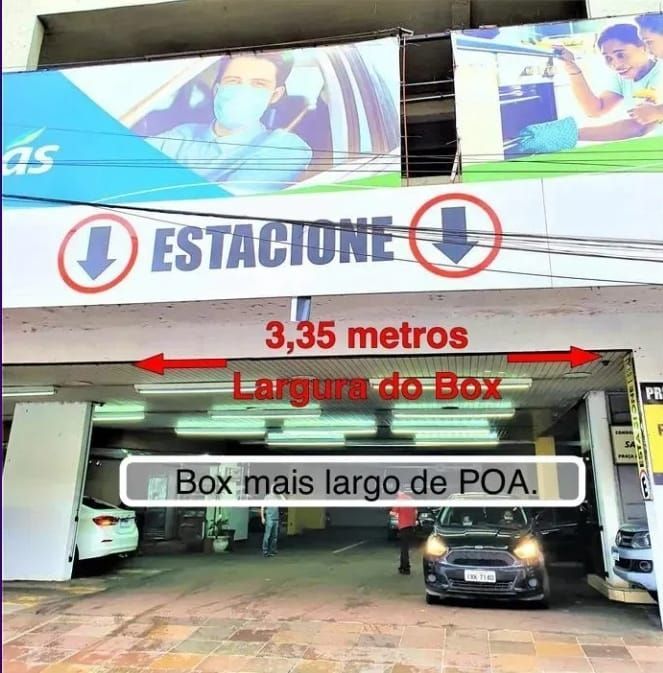 as
ESTACIONE
3,35 metros
Largura do Box
Box mais largo de POA.